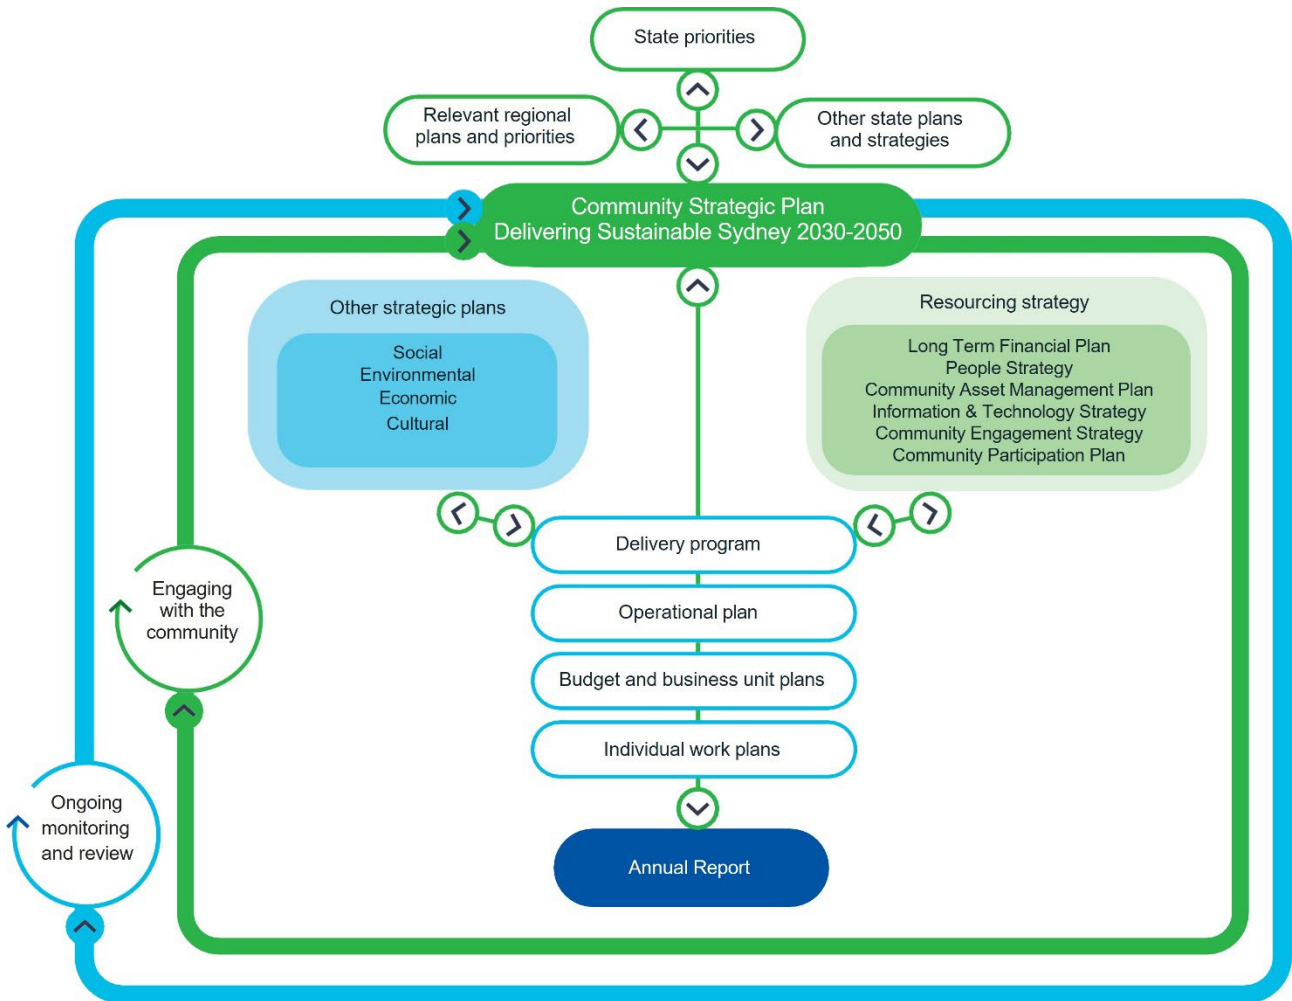 State priorities
Relevant regional
plans and priorities
Other state plans
and strategies
Community Strategic Plan
Delivering Sustainable Sydney 2030-2050
Other strategic plans
Social
Environmental
Economic
Cultural
Resourcing strategy
Long Term Financial Plan
People Strategy
Community Asset Management Plan
Information & Technology Strategy
Community Engagement Strategy
Community Participation Plan
Delivery program
Operational plan
Budget and business unit plans
Individual work plans
Annual Report
Engaging
with the
community
Ongoing
monitoring
and review